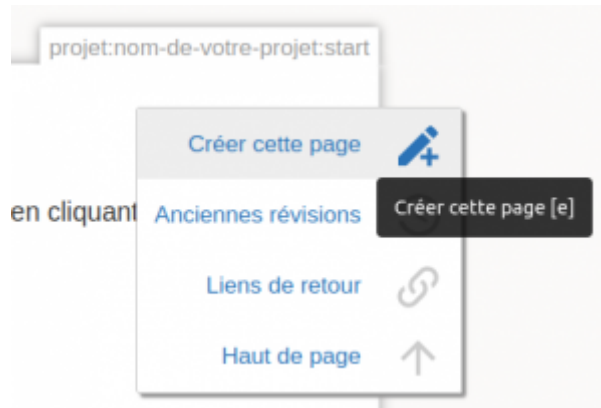 projet:nom-de-votre-projet:start
Créer cette page
en cliquant
Anciennes révisions
Créer cette page [e]
Liens de retour
Haut de page